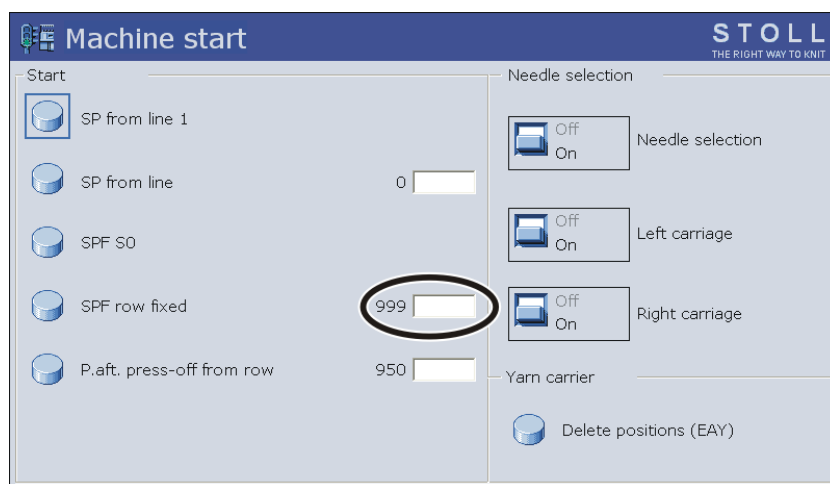 Machine start
STOLL
THE RIGHT WAY TO KNIT
Start
SP from line 1
SP from line 0
SPF S0
SPF row fixed 999
P.aft. press-off from row 950
Needle selection
Off
On
Needle selection
Off
On
Left carriage
Off
On
Right carriage
Yarn carrier
Delete positions (EAY)